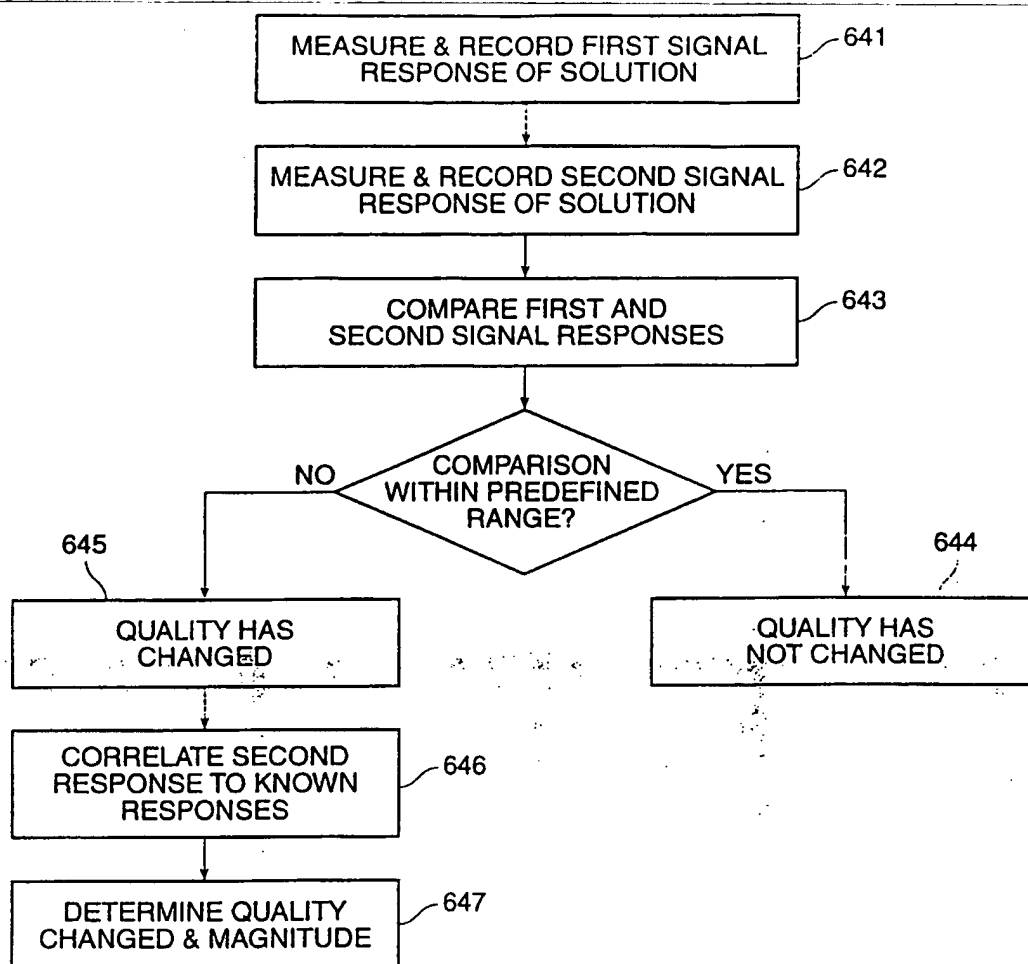 MEASURE & RECORD FIRST SIGNAL
RESPONSE OF SOLUTION
641
MEASURE & RECORD SECOND SIGNAL
RESPONSE OF SOLUTION
642
COMPARE FIRST AND
SECOND SIGNAL RESPONSES
643
COMPARISON
WITHIN PREDEFINED
RANGE?
NO
YES
645
QUALITY HAS
CHANGED
644
QUALITY HAS
NOT CHANGED
CORRELATE SECOND
RESPONSE TO KNOWN
RESPONSES
646
DETERMINE QUALITY
CHANGED & MAGNITUDE
647